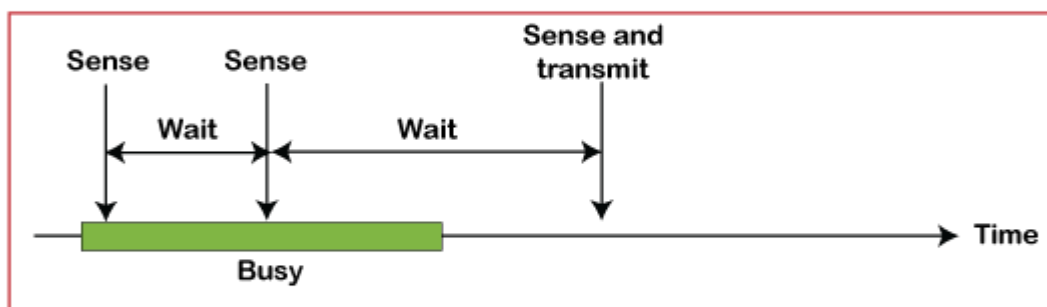 Sense
Sense
Sense and
transmit
Wait
Wait
Time
Busy